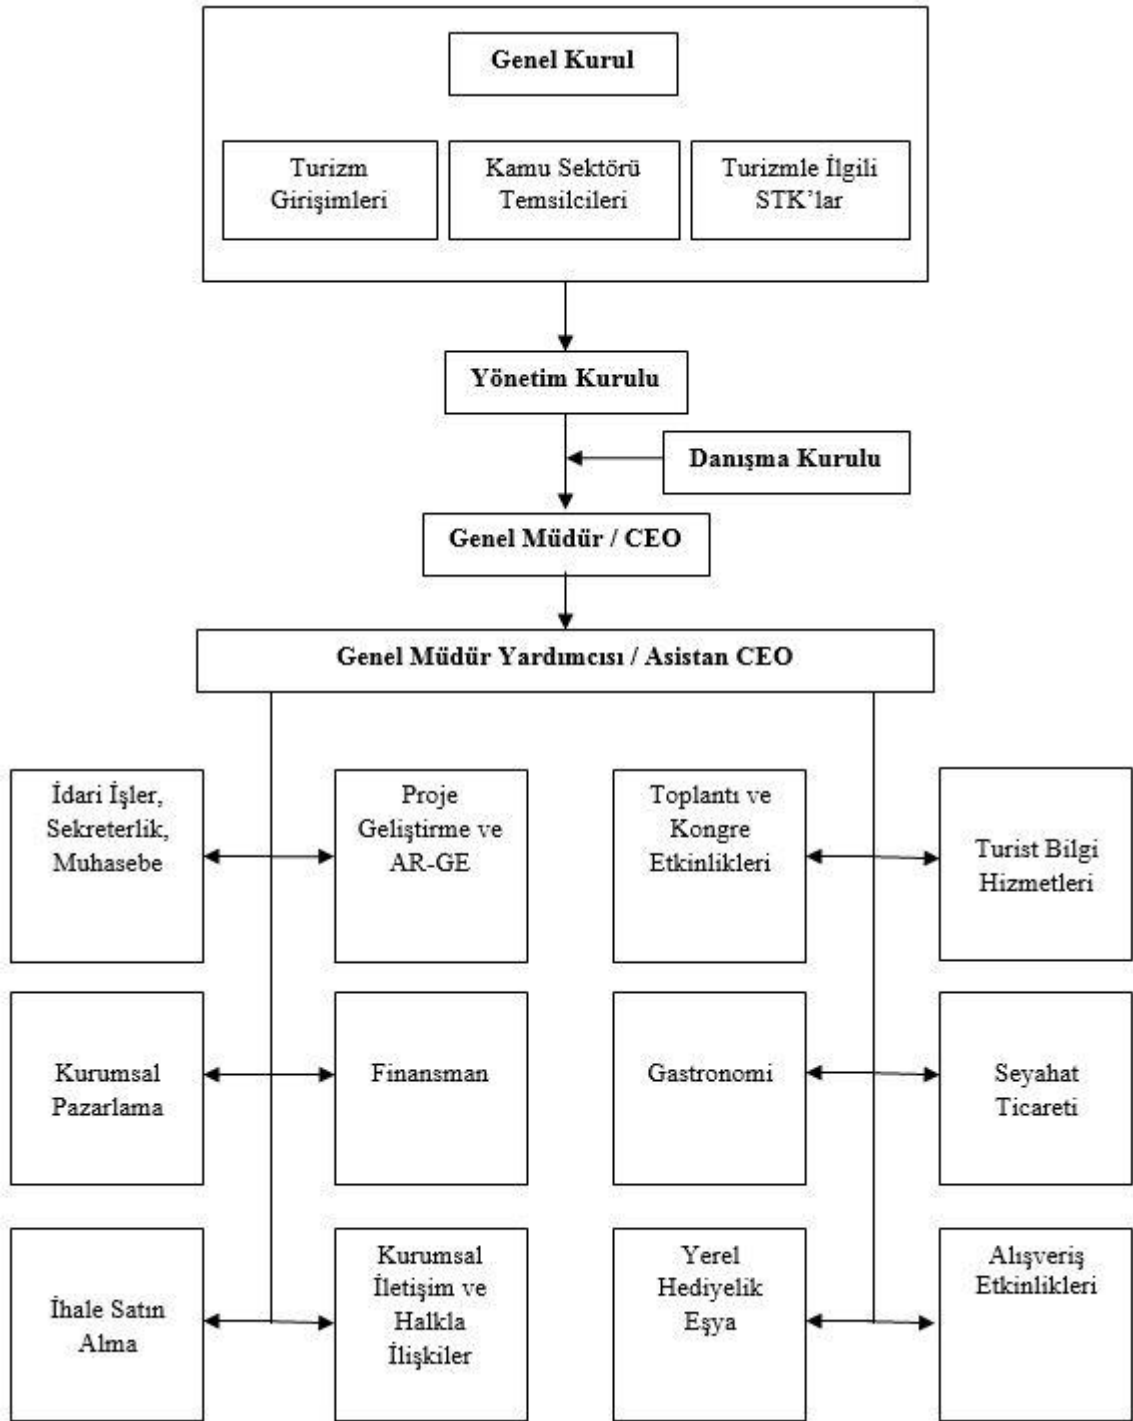 Genel Kurul
Turizm
Girişimleri
Kamu Sektörü
Temsilcileri
Turizmle İlgili
STK’lar
Yönetim Kurulu
Danışma Kurulu
Genel Müdür / CEO
Genel Müdür Yardımcısı / Asistan CEO
İdari İşler,
Sekreterlik,
Muhasebe
Proje
Geliştirme ve
AR-GE
Toplantı ve
Kongre
Etkinlikleri
Turist Bilgi
Hizmetleri
Kurumsal
Pazarlama
Finansman
Gastronomi
Seyahat
Ticareti
İhale Satın
Alma
Kurumsal
İletişim ve
Halkla
İlişkiler
Yerel
Hediyelik
Eşya
Alışveriş
Etkinlikleri